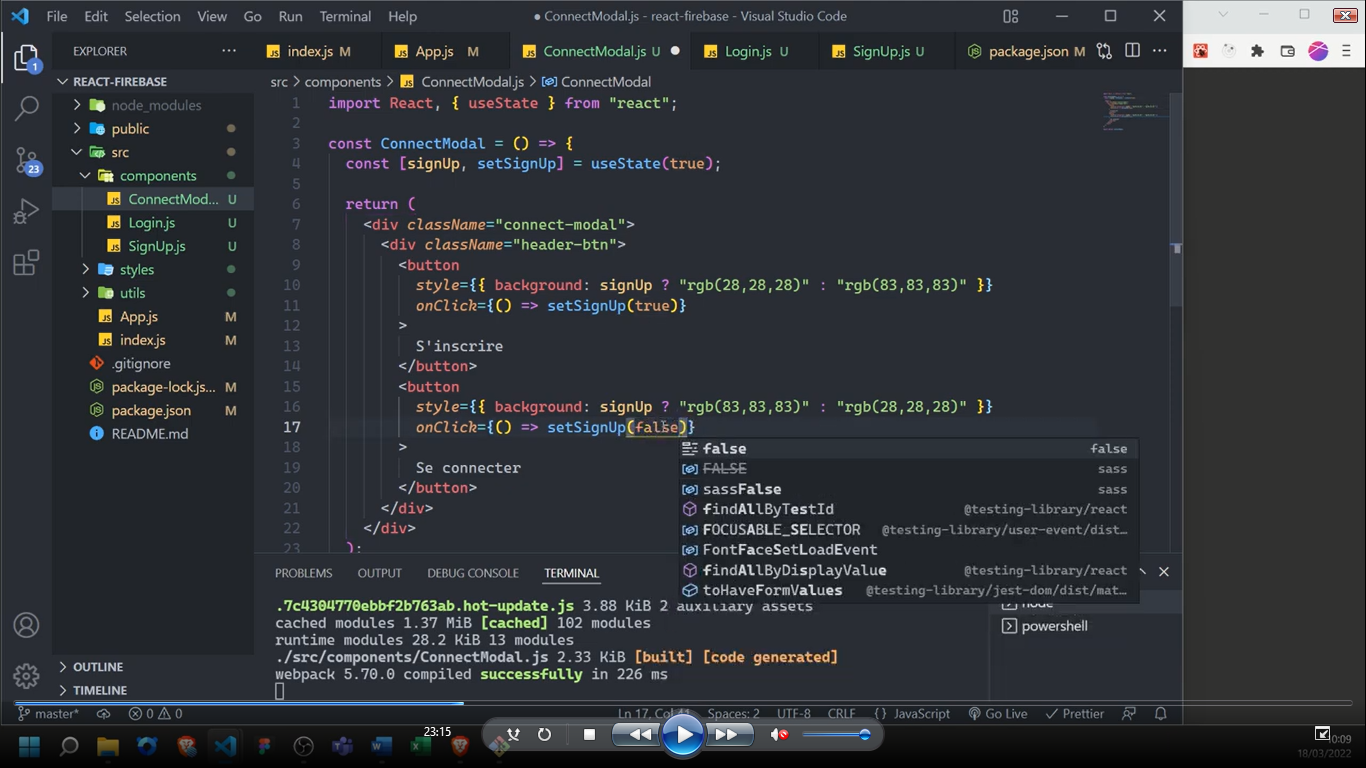 File Edit Selection View Go Run Terminal Help ● ConnectModal.js - react-firebase - Visual Studio Code
EXPLORER ···
index.js M App.js M ConnectModal.js U ● Login.js U SignUp.js U package.json M ···
REACT-FIREBASE
node_modules
public
src
components
ConnectMod... U
Login.js U
SignUp.js U
styles
utils
App.js M
index.js M
.gitignore
package-lock.js... M
package.json M
README.md
OUTLINE
TIMELINE
1
23
src > components > ConnectModal.js > ConnectModal
1 import React, { useState } from "react";
2
3 const ConnectModal = () => {
4 const [signUp, setSignUp] = useState(true);
5
6 return (
7 <div className="connect-modal">
8 <div className="header-btn">
9 <button
10 style={{ background: signUp ? "rgb(28,28,28)" : "rgb(83,83,83)" }}
11 onClick={() => setSignUp(true)}
12 >
13 S'inscrire
14 </button>
15 <button
16 style={{ background: signUp ? "rgb(83,83,83)" : "rgb(28,28,28)" }}
17 onClick={() => setSignUp(false)}
18 >
19 Se connecter
20 </button>
21 </div>
22 </div>
23 );
false false
FALSE sass
sassFalse sass
findAllByTestId @testing-library/react
FOCUSABLE_SELECTOR @testing-library/user-event/dist...
FontFaceSetLoadEvent
findAllByDisplayValue @testing-library/react
toHaveFormValues @testing-library/jest-dom/dist/mat...
PROBLEMS OUTPUT DEBUG CONSOLE TERMINAL
.7c4304770ebbf2b763ab.hot-update.js 3.88 KiB 2 auxiliary assets
cached modules 1.37 MiB [cached] 102 modules
runtime modules 28.2 KiB 13 modules
./src/components/ConnectModal.js 2.33 KiB [built] [code generated]
webpack 5.70.0 compiled successfully in 226 ms
node
powershell
master* 0 0 Ln 17, Col 41 Spaces: 2 UTF-8 CRLF {} JavaScript Go Live Prettier
23:15
:09
18/03/2022